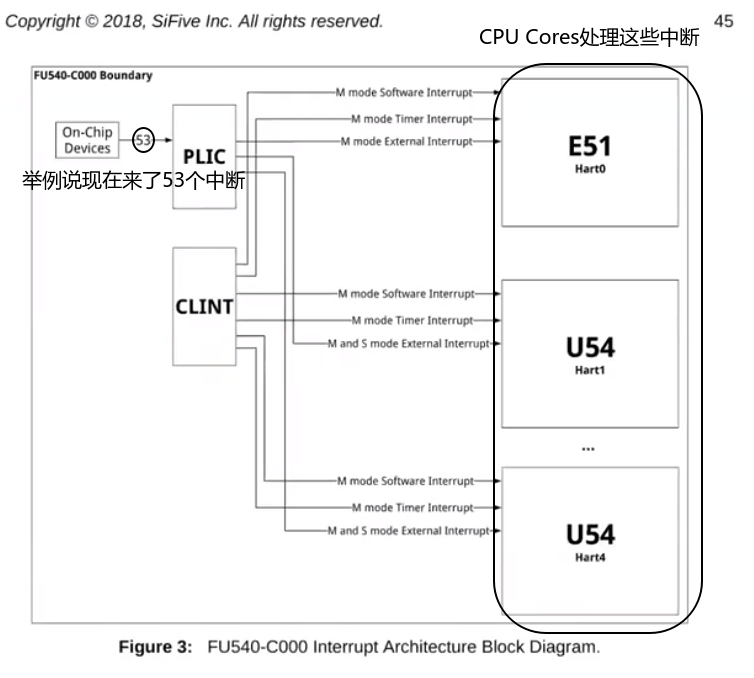 Copyright © 2018, SiFive Inc. All rights reserved.
45
CPU Cores处理这些中断
FU540-C000 Boundary
On-Chip
Devices
53
PLIC
举例说现在来了53个中断
M mode Software Interrupt
M mode Timer Interrupt
M mode External Interrupt
E51
Hart0
CLINT
M mode Software Interrupt
M mode Timer Interrupt
M and S mode External Interrupt
U54
Hart1
...
M mode Software Interrupt
M mode Timer Interrupt
M and S mode External Interrupt
U54
Hart4
Figure 3: FU540-C000 Interrupt Architecture Block Diagram.